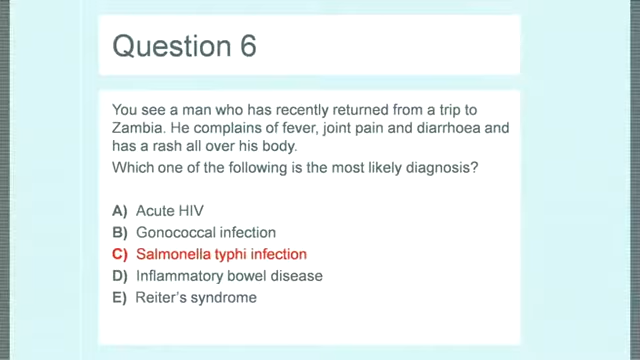 Question 6
You see a man who has recently returned from a trip to
Zambia. He complains of fever, joint pain and diarrhoea and
has a rash all over his body.
Which one of the following is the most likely diagnosis?
A) Acute HIV
B) Gonococcal infection
C) Salmonella typhi infection
D) Inflammatory bowel disease
E) Reiter's syndrome